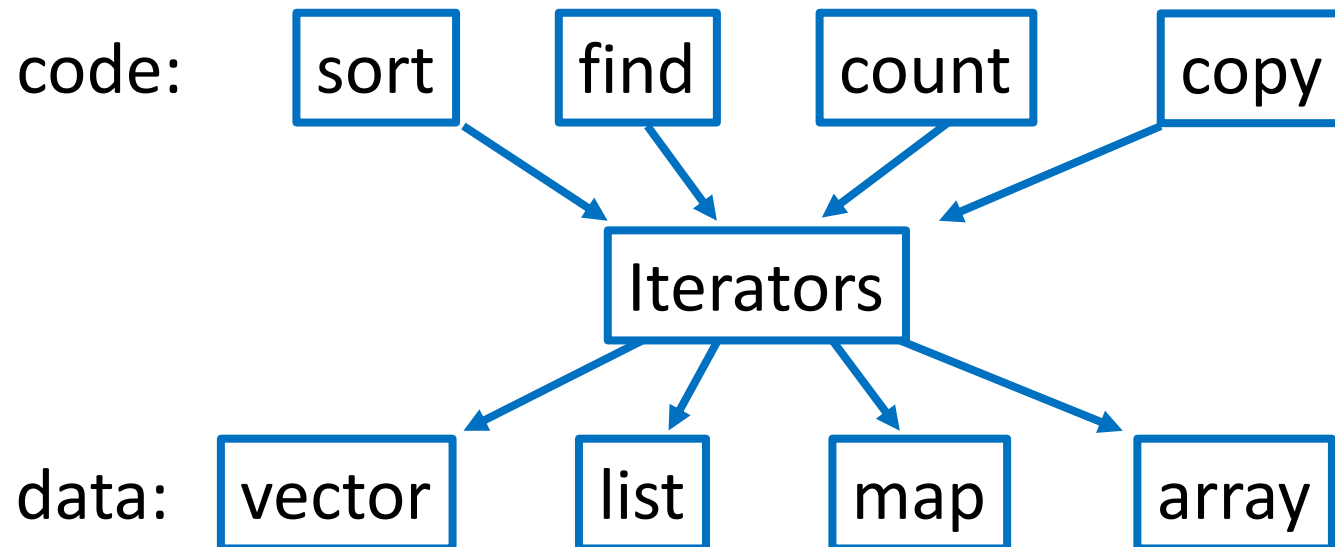 code: sort find count copy
Iterators
data: vector list map array